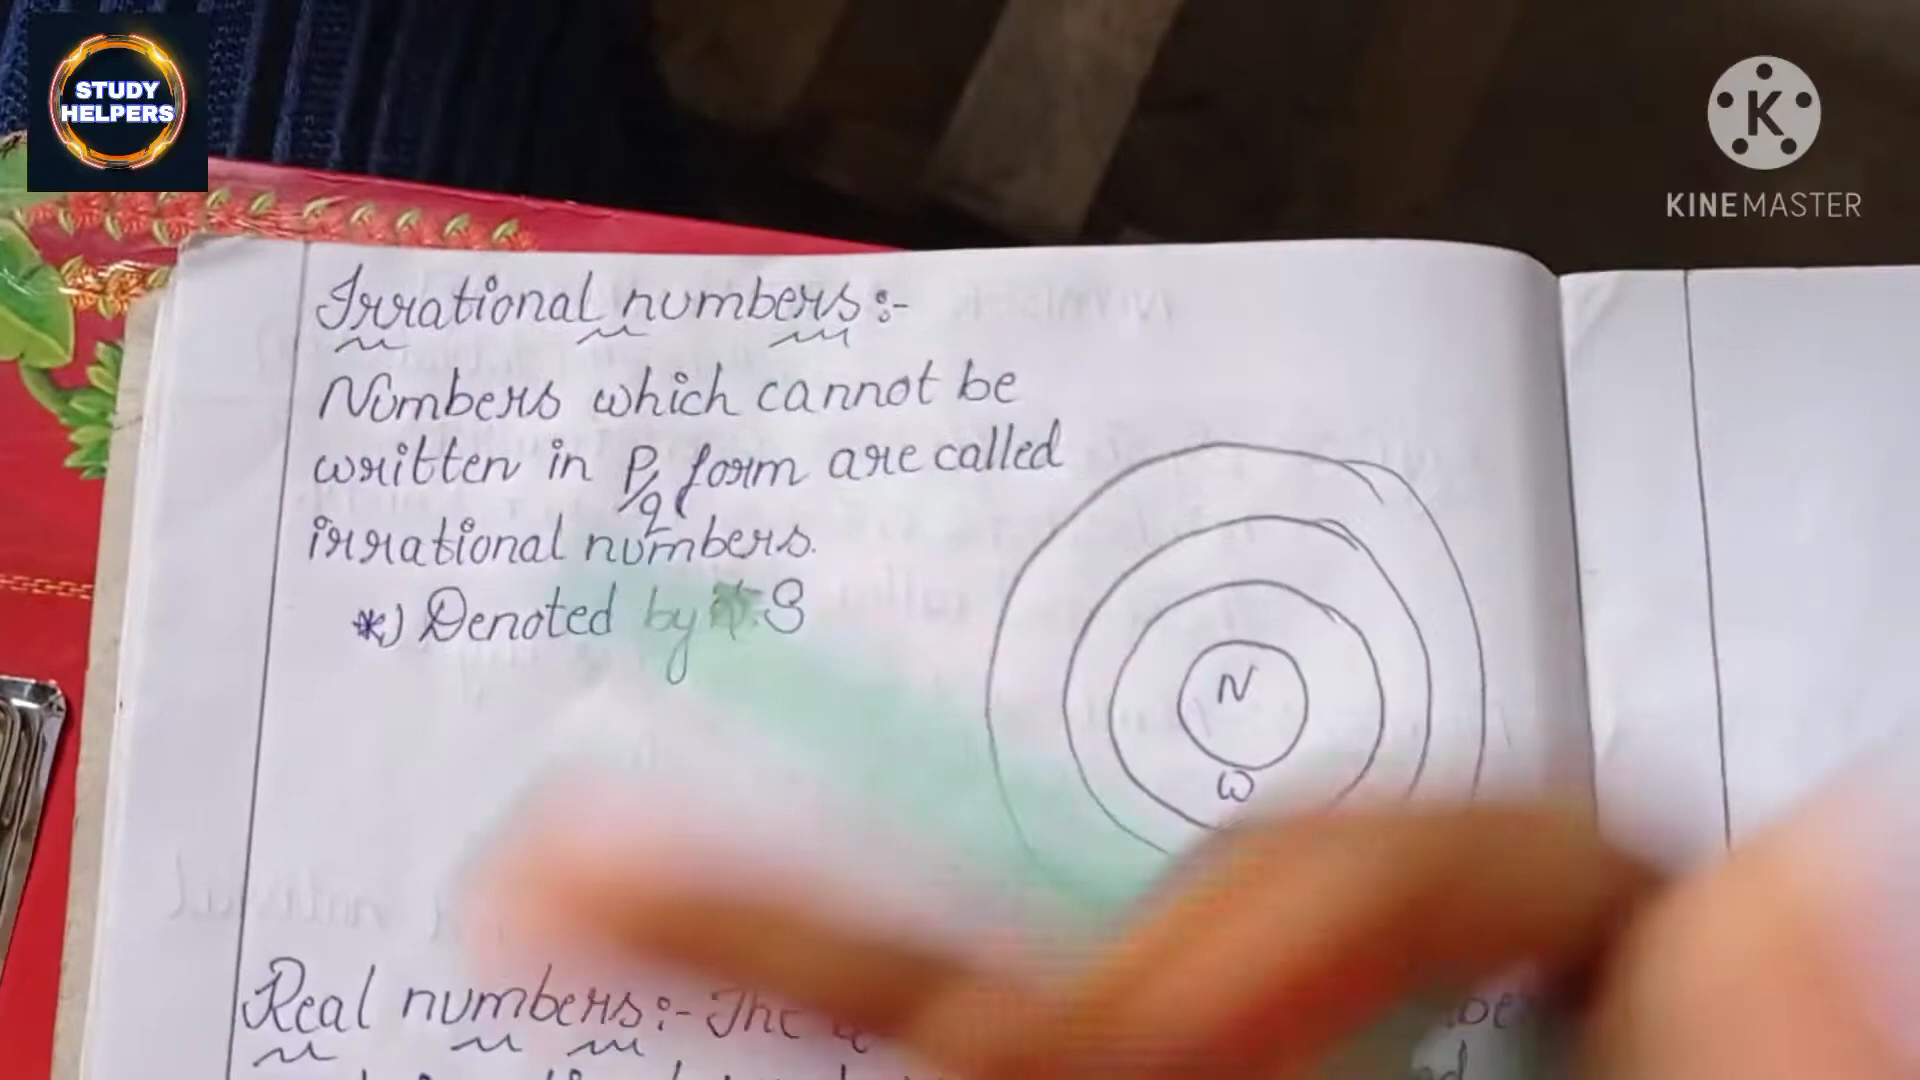 STUDY
HELPERS
K
KINEMASTER
Irrational numbers :-
Numbers which cannot be
written in P/q form are called
irrational numbers.
*) Denoted by S
N
W
Real numbers :- The